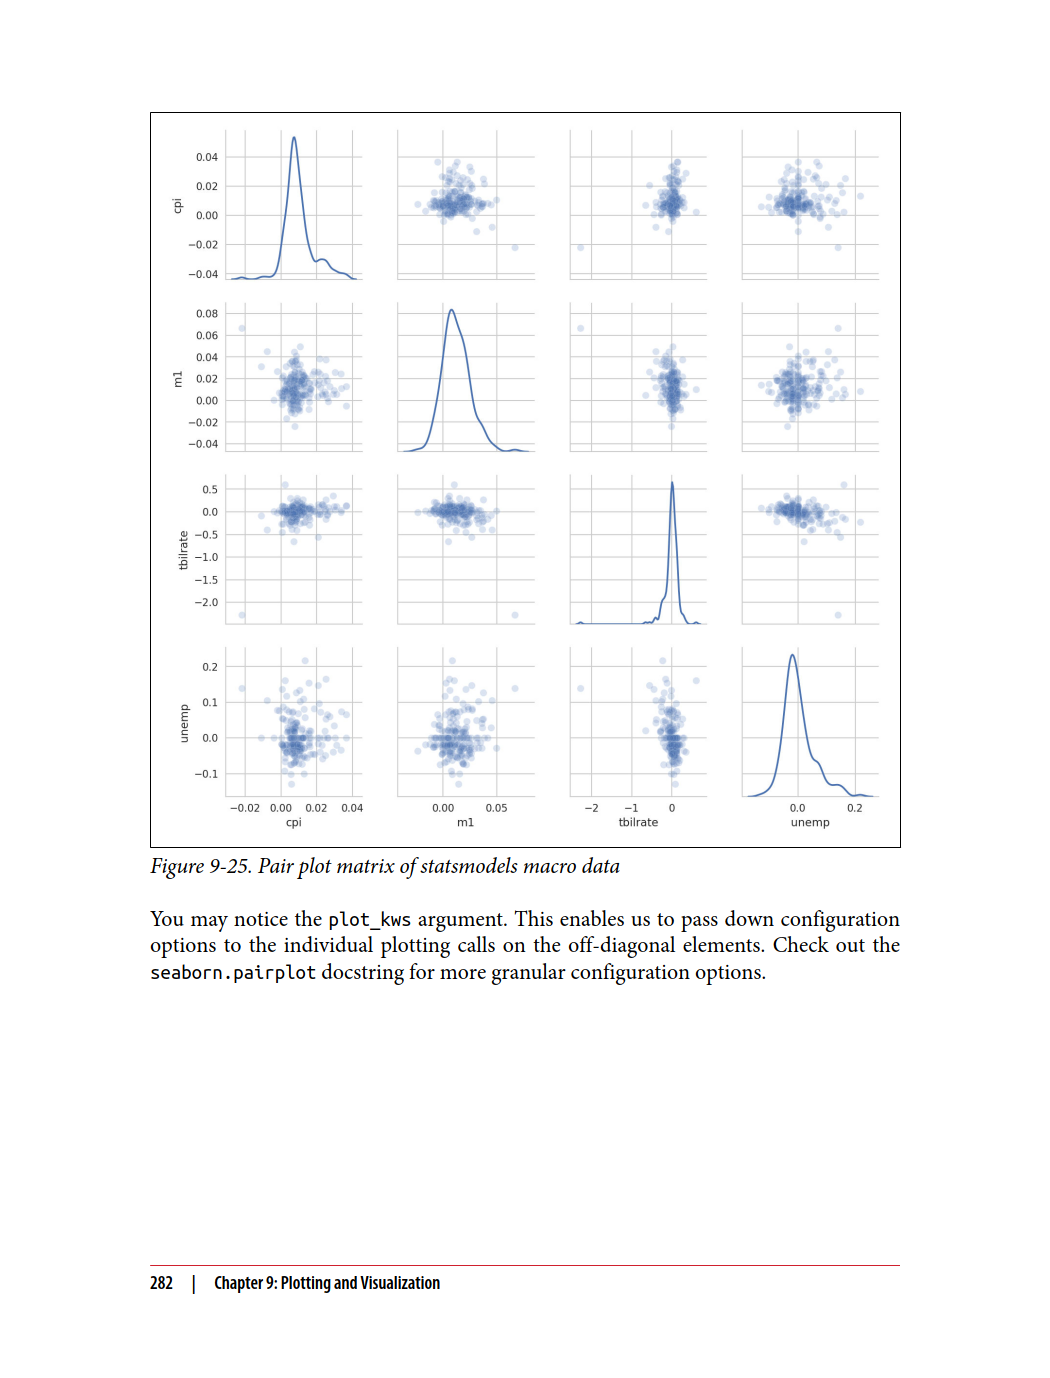 0.04
0.02
0.00
−0.02
−0.04
cpi
0.08
0.06
0.04
0.02
0.00
−0.02
−0.04
m1
0.5
0.0
−0.5
−1.0
−1.5
−2.0
tbilrate
0.2
0.1
0.0
−0.1
unemp
−0.02 0.00 0.02 0.04
0.00 0.05
−2 −1 0
0.0 0.2
cpi
m1
tbilrate
unemp
Figure 9-25. Pair plot matrix of statsmodels macro data
You may notice the plot_kws argument. This enables us to pass down configuration
options to the individual plotting calls on the off-diagonal elements. Check out the
seaborn.pairplot docstring for more granular configuration options.
282 | Chapter 9: Plotting and Visualization